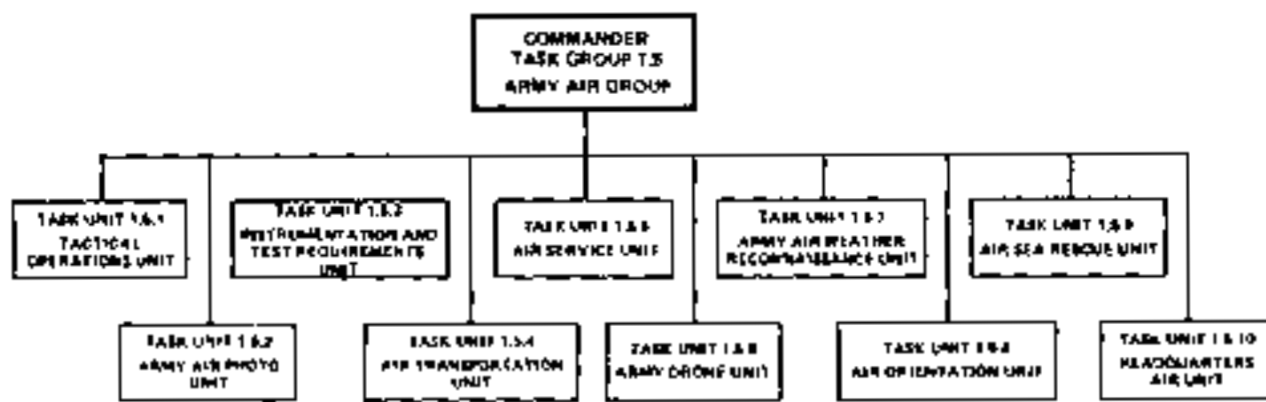 COMMANDER
TASK GROUP 1.5
ARMY AIR GROUP
TASK UNIT 1.5.1
TACTICAL
OPERATIONS UNIT
TASK UNIT 1.5.3
INSTRUMENTATION AND
TEST REQUIREMENTS
UNIT
TASK UNIT 1.5.5
AIR SERVICE UNIT
TASK UNIT 1.5.7
ARMY AIR WEATHER
RECONNAISSANCE UNIT
TASK UNIT 1.5.9
AIR SEA RESCUE UNIT
TASK UNIT 1.5.2
ARMY AIR PHOTO
UNIT
TASK UNIT 1.5.4
AIR TRANSPORTATION
UNIT
TASK UNIT 1.5.6
ARMY DRONE UNIT
TASK UNIT 1.5.8
AIR ORIENTATION UNIT
TASK UNIT 1.5.10
HEADQUARTERS
AIR UNIT